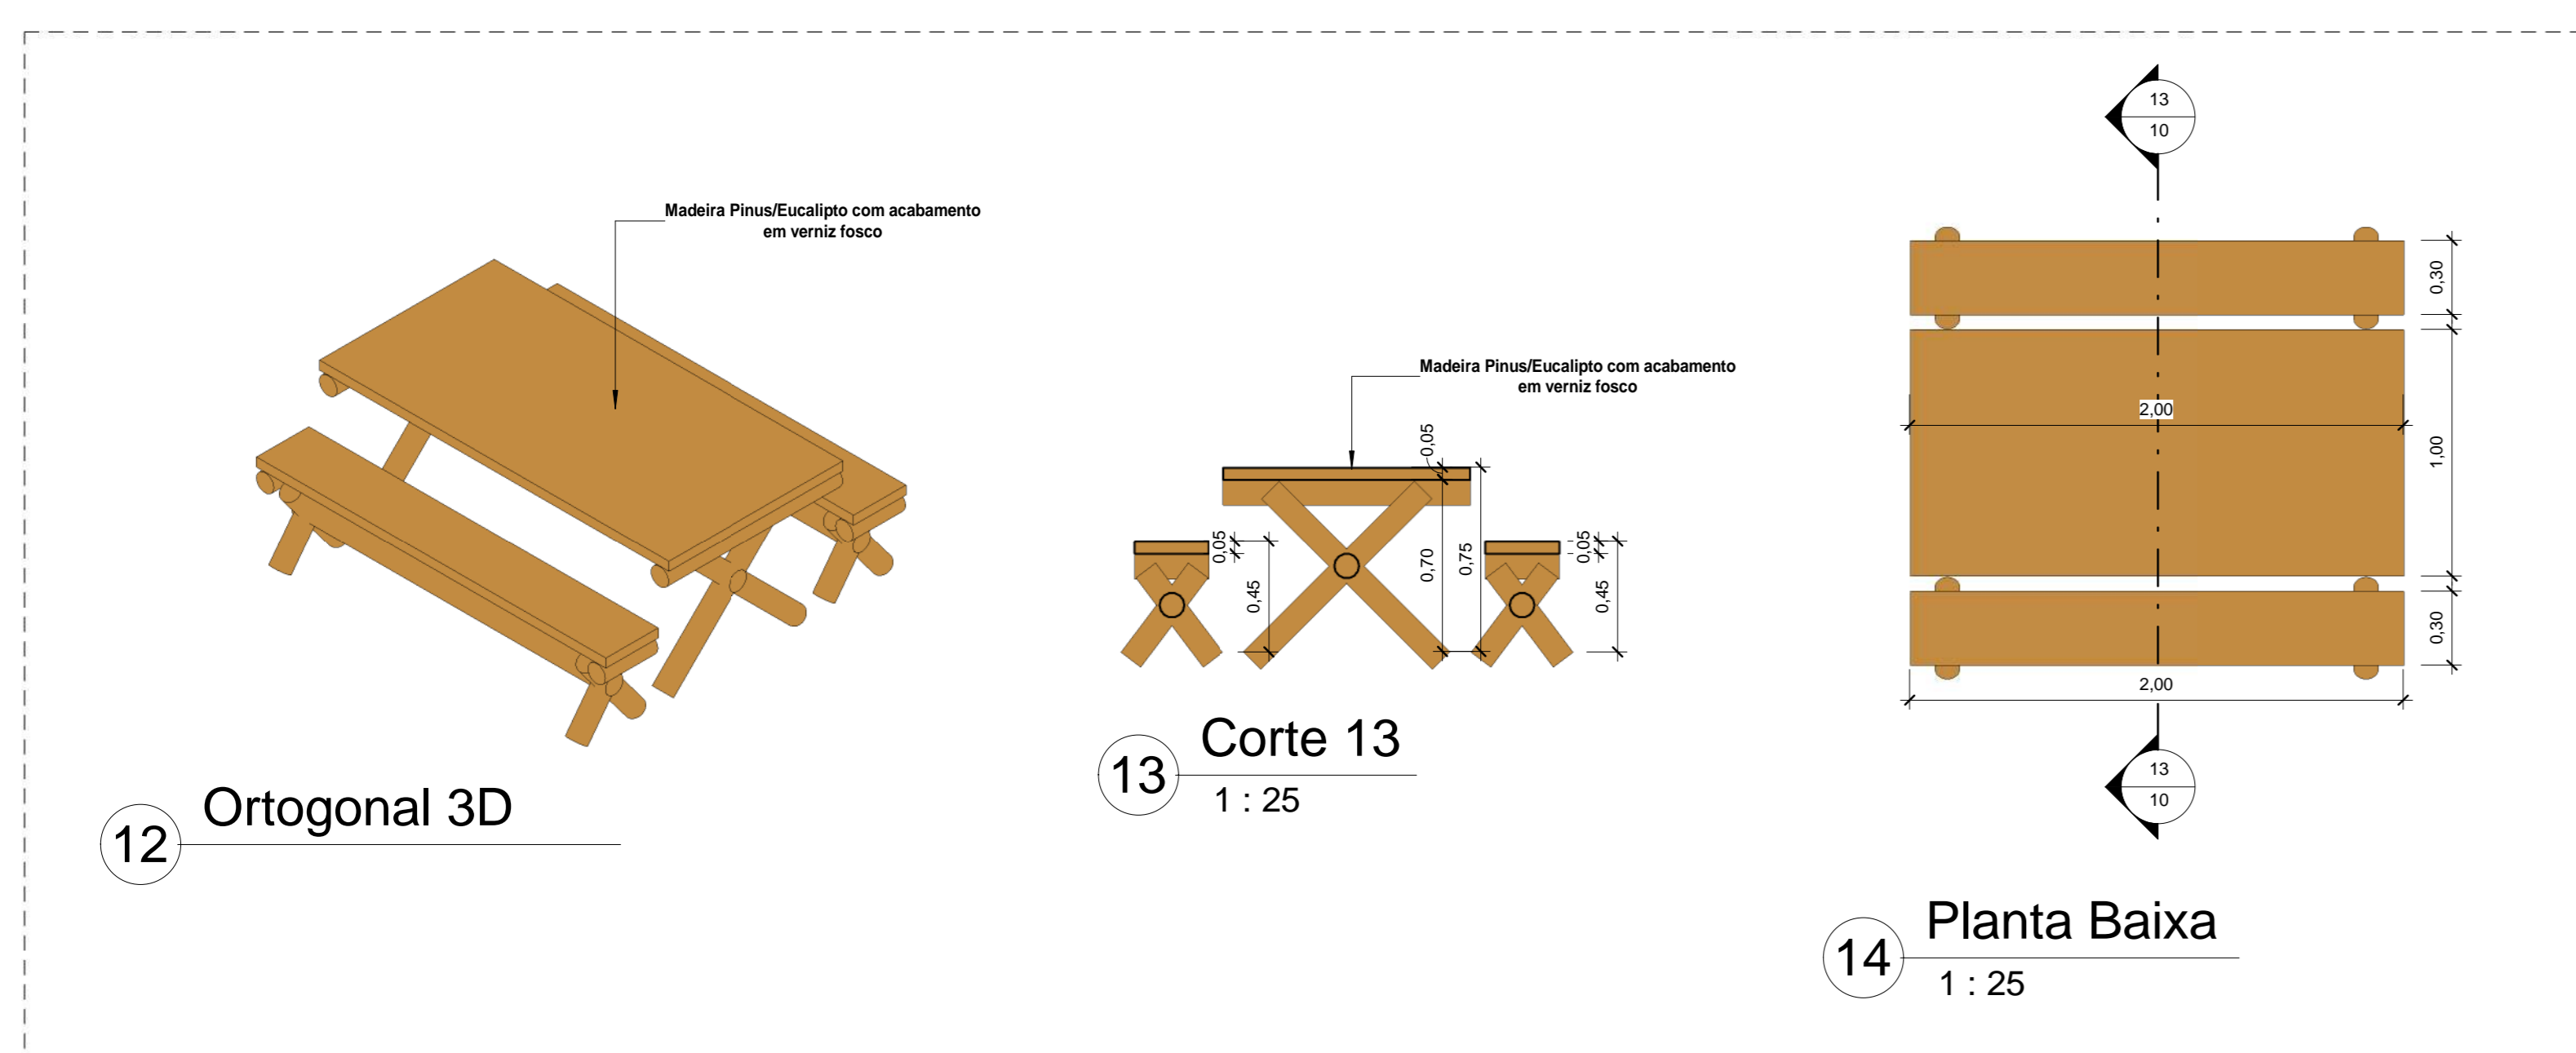 Madeira Pinus/Eucalipto com acabamento
em verniz fosco
12
Ortogonal 3D
Madeira Pinus/Eucalipto com acabamento
em verniz fosco
0,05
0,05
0,45
0,70
0,75
0,05
0,45
13
Corte 13
1 : 25
13
10
0,30
2,00
1,00
0,30
2,00
13
10
14
Planta Baixa
1 : 25